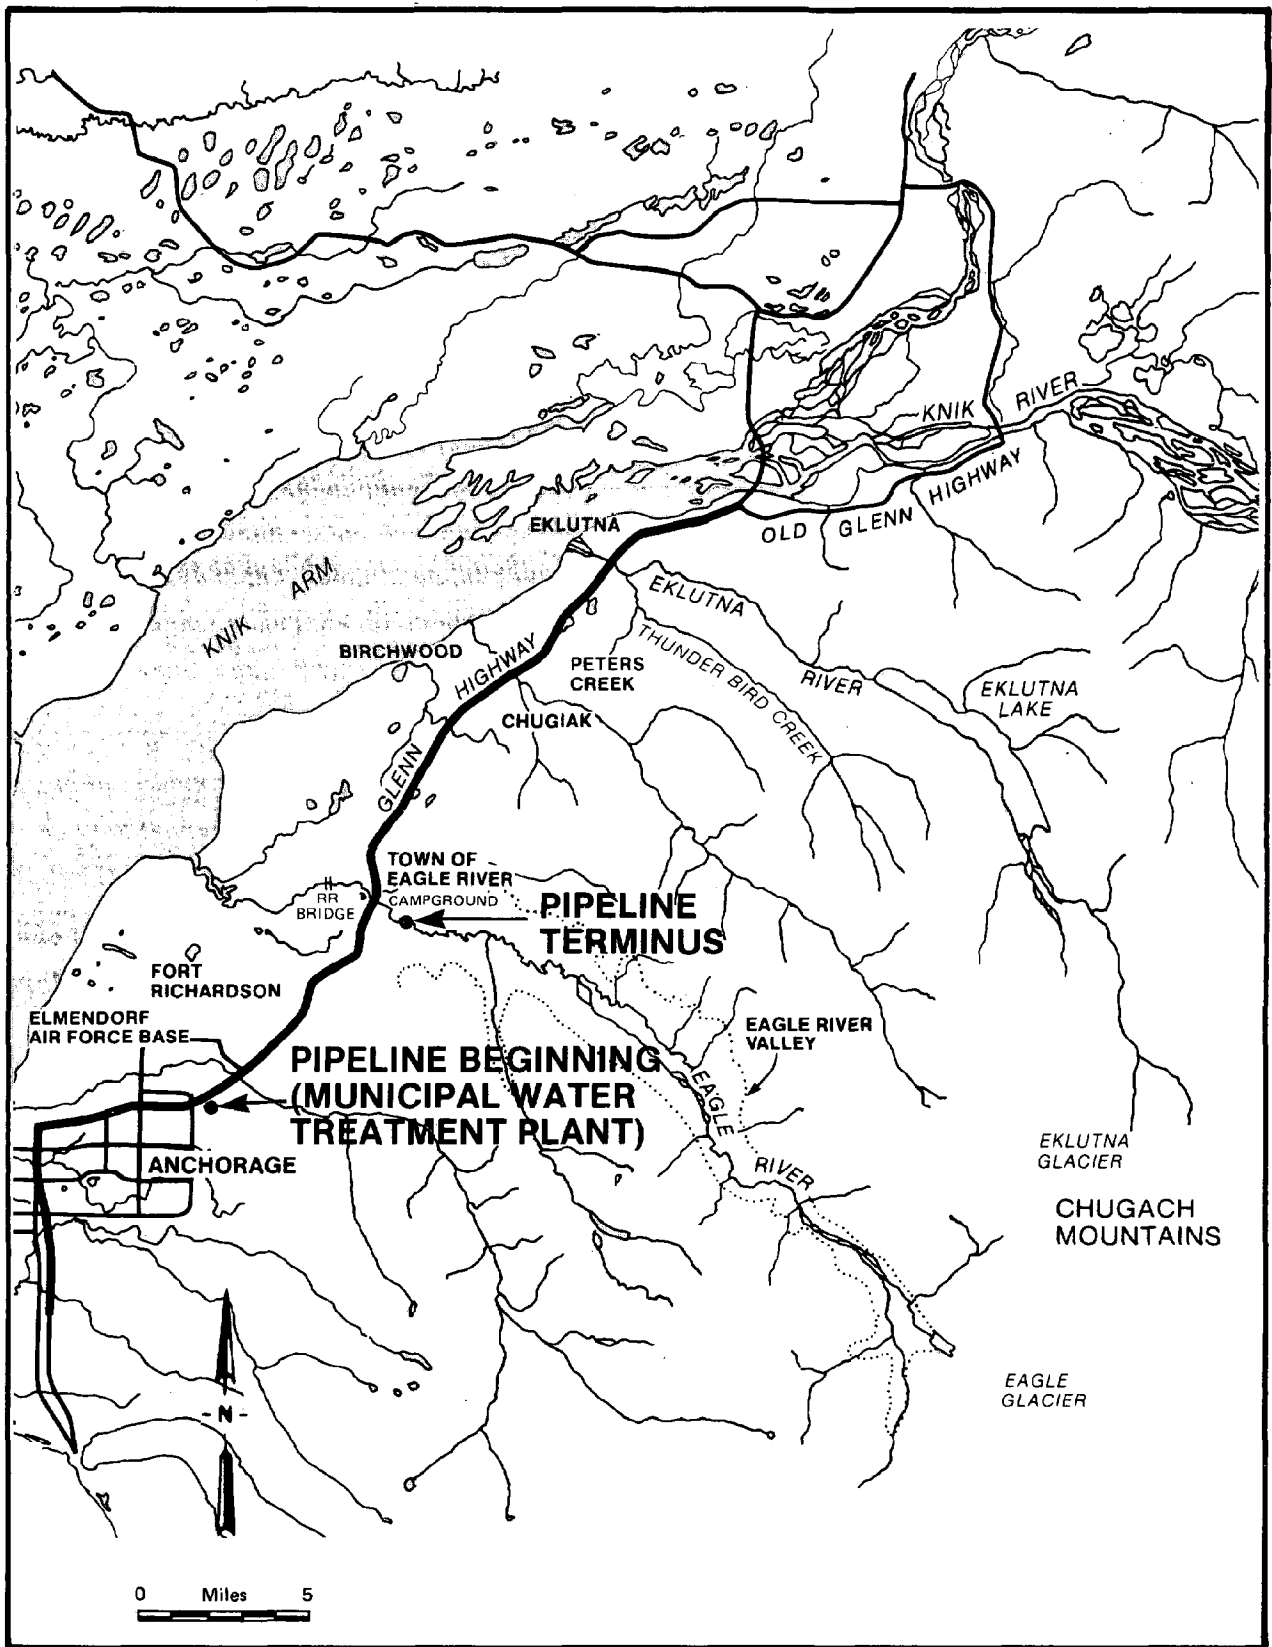 KNIK
RIVER
OLD GLENN HIGHWAY
EKLUTNA
KNIK ARM
EKLUTNA RIVER
BIRCHWOOD
GLENN HIGHWAY
PETERS
CREEK
THUNDER BIRD CREEK
EKLUTNA
LAKE
CHUGIAK
TOWN OF
EAGLE RIVER
CAMPGROUND
RR
BRIDGE
PIPELINE
TERMINUS
FORT
RICHARDSON
ELMENDORF
AIR FORCE BASE
EAGLE RIVER
VALLEY
PIPELINE BEGINNING
(MUNICIPAL WATER
TREATMENT PLANT)
EAGLE RIVER
ANCHORAGE
EKLUTNA
GLACIER
CHUGACH
MOUNTAINS
EAGLE
GLACIER
-N-
0 Miles 5